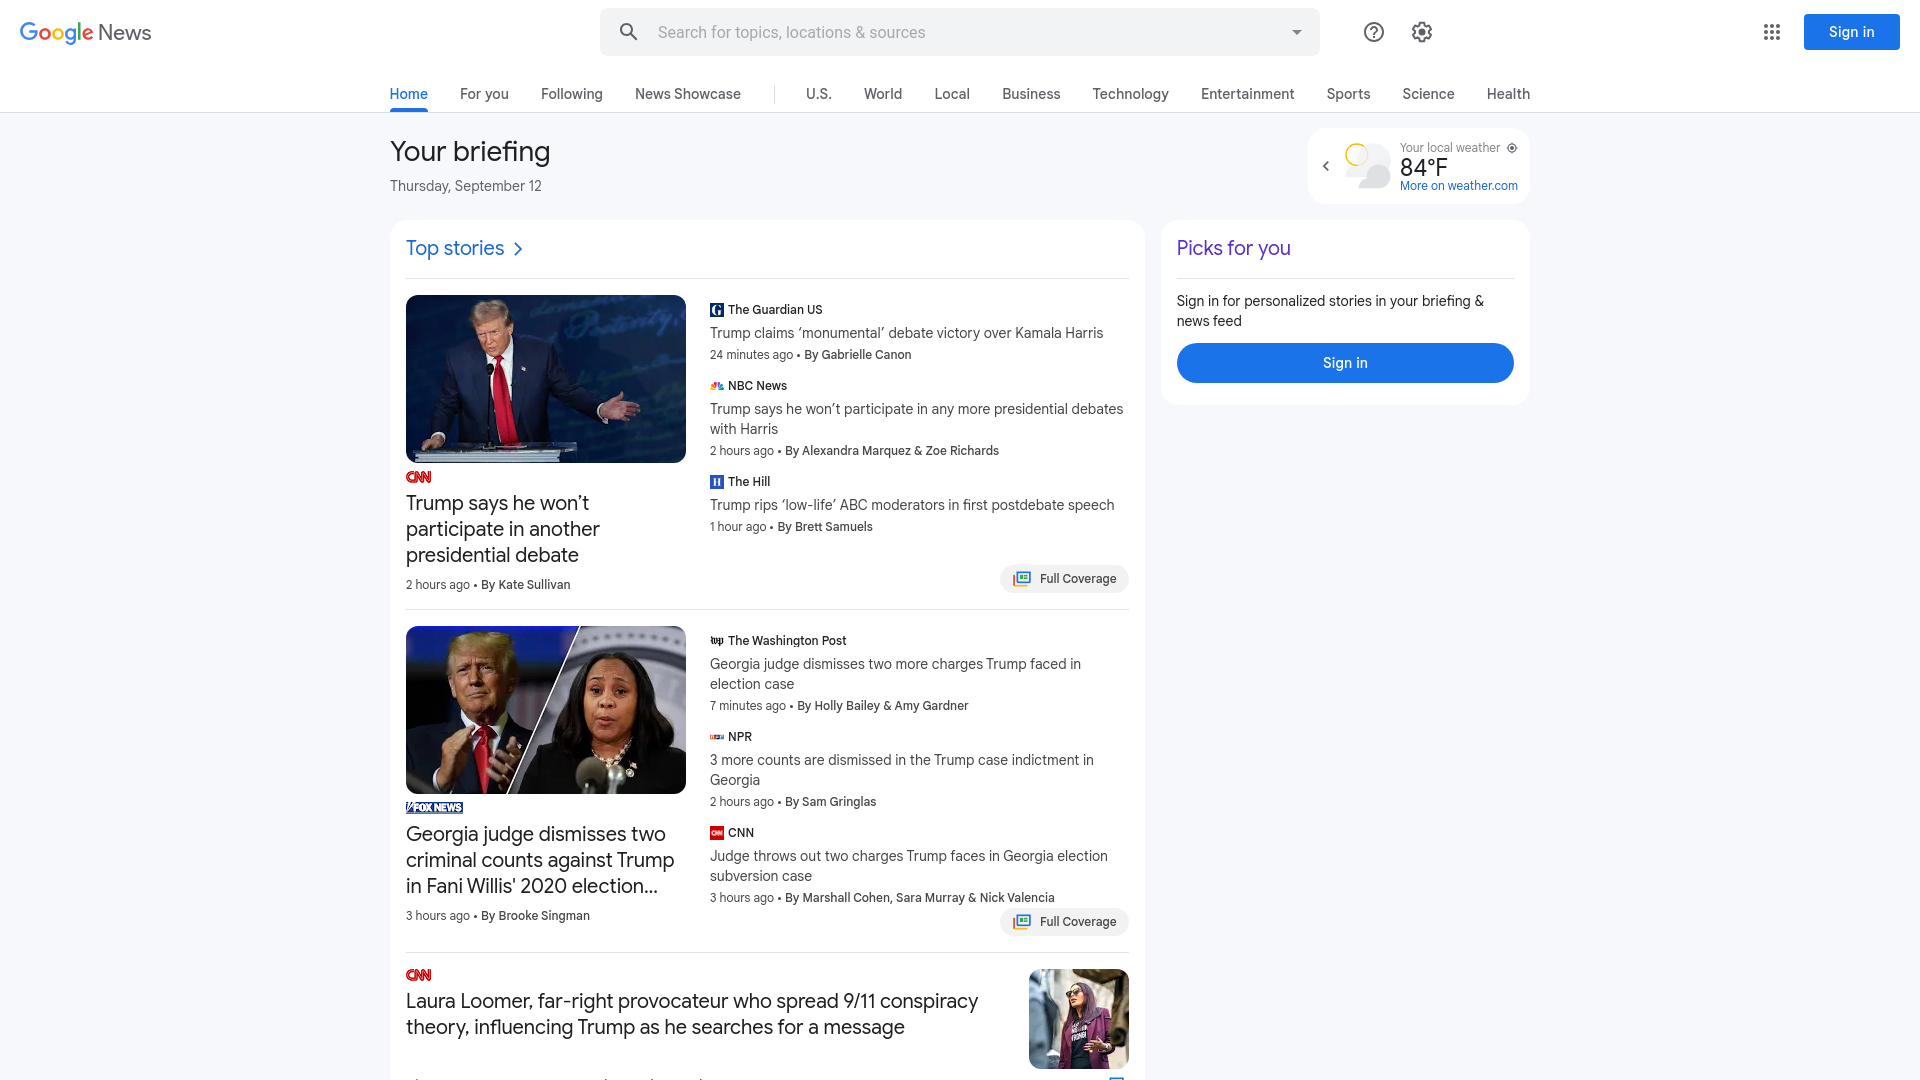 Google News
Search for topics, locations & sources
Sign in
Home
For you
Following
News Showcase
U.S.
World
Local
Business
Technology
Entertainment
Sports
Science
Health
Your briefing
Thursday, September 12
Your local weather
84°F
More on weather.com
Top stories
CNN
Trump says he won’t
participate in another
presidential debate
2 hours ago • By Kate Sullivan
The Guardian US
Trump claims ‘monumental’ debate victory over Kamala Harris
24 minutes ago • By Gabrielle Canon
NBC News
Trump says he won’t participate in any more presidential debates
with Harris
2 hours ago • By Alexandra Marquez & Zoe Richards
The Hill
Trump rips ‘low-life’ ABC moderators in first postdebate speech
1 hour ago • By Brett Samuels
Full Coverage
FOX NEWS
Georgia judge dismisses two
criminal counts against Trump
in Fani Willis' 2020 election...
3 hours ago • By Brooke Singman
The Washington Post
Georgia judge dismisses two more charges Trump faced in
election case
7 minutes ago • By Holly Bailey & Amy Gardner
NPR
3 more counts are dismissed in the Trump case indictment in
Georgia
2 hours ago • By Sam Gringlas
CNN
Judge throws out two charges Trump faces in Georgia election
subversion case
3 hours ago • By Marshall Cohen, Sara Murray & Nick Valencia
Full Coverage
CNN
Laura Loomer, far-right provocateur who spread 9/11 conspiracy
theory, influencing Trump as he searches for a message
Picks for you
Sign in for personalized stories in your briefing &
news feed
Sign in